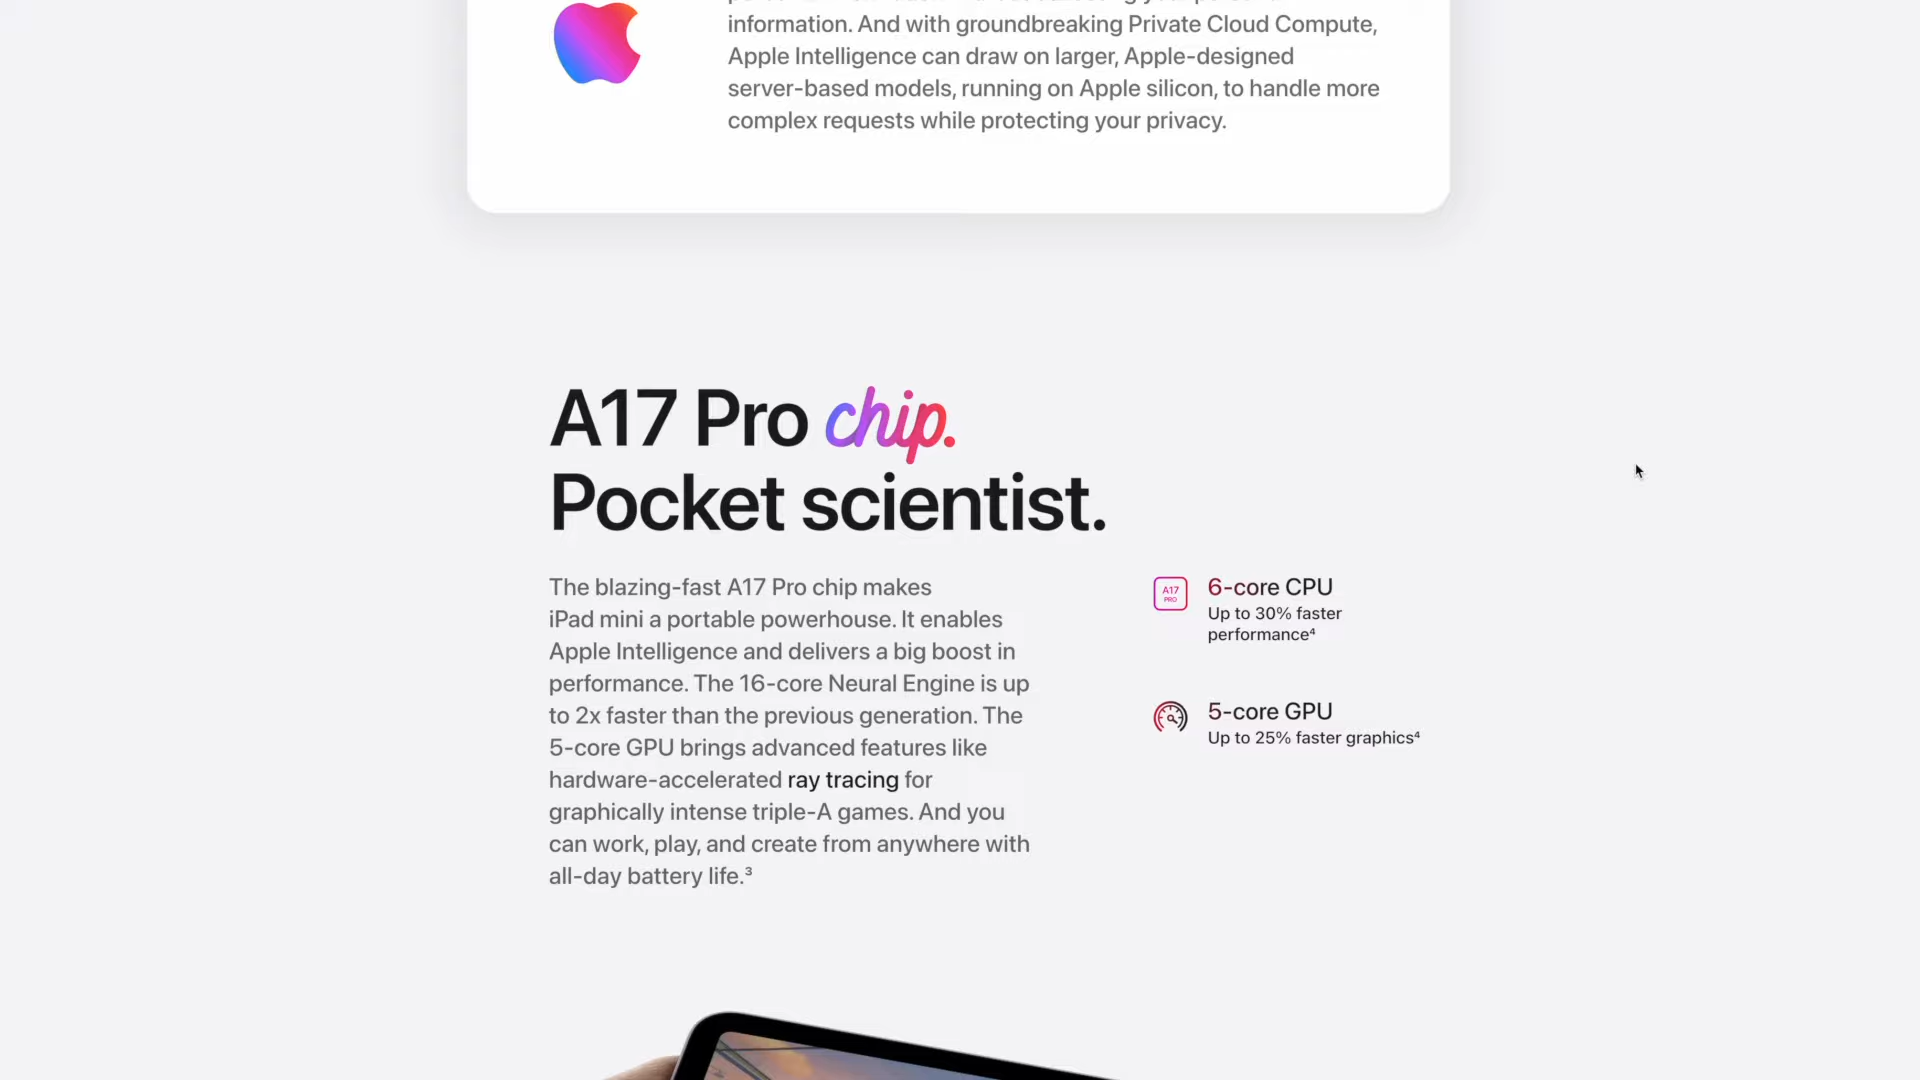 information. And with groundbreaking Private Cloud Compute,
Apple Intelligence can draw on larger, Apple-designed
server-based models, running on Apple silicon, to handle more
complex requests while protecting your privacy.
A17 Pro chip.
Pocket scientist.
The blazing-fast A17 Pro chip makes
iPad mini a portable powerhouse. It enables
Apple Intelligence and delivers a big boost in
performance. The 16-core Neural Engine is up
to 2x faster than the previous generation. The
5-core GPU brings advanced features like
hardware-accelerated ray tracing for
graphically intense triple-A games. And you
can work, play, and create from anywhere with
all-day battery life.³
A17
PRO
6-core CPU
Up to 30% faster
performance⁴
5-core GPU
Up to 25% faster graphics⁴